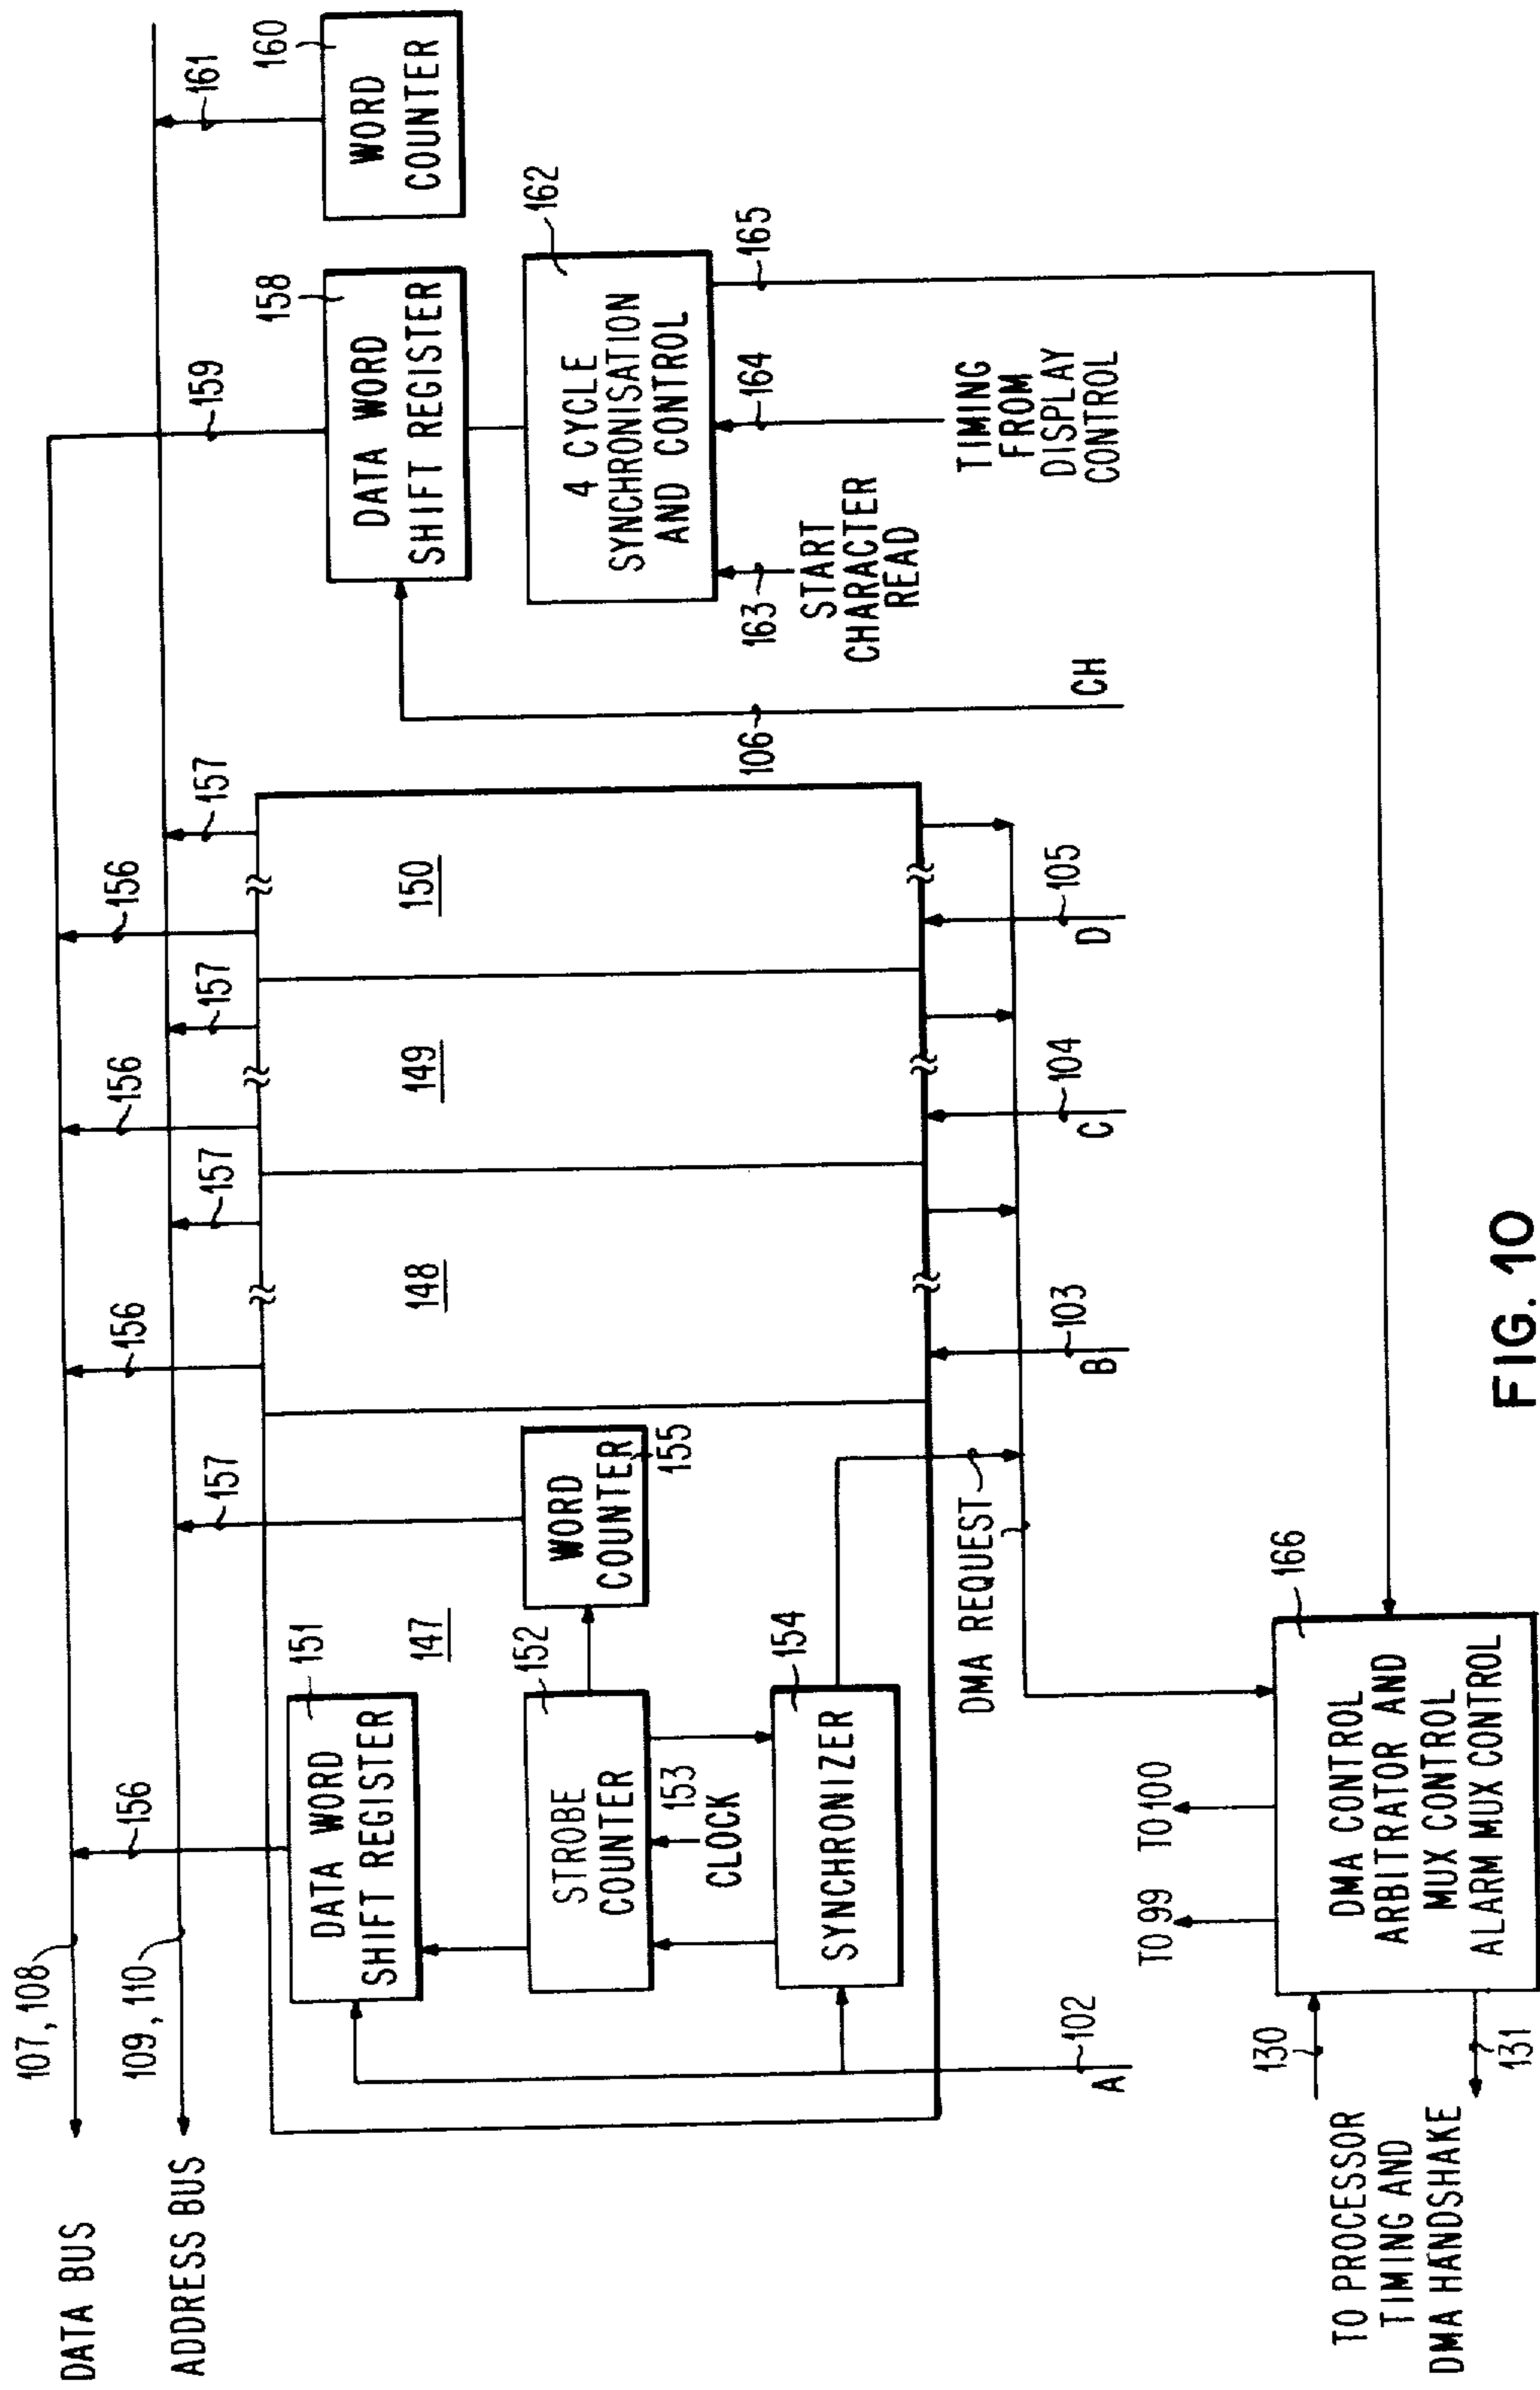 DATA BUS
107, 108
ADDRESS BUS
109, 110
156
157
156
157
156
157
156
157
159
161
160
WORD
COUNTER
151
DATA WORD
SHIFT REGISTER
147
148
149
150
158
DATA WORD
SHIFT REGISTER
152
STROBE
COUNTER
WORD
COUNTER
155
153
CLOCK
154
SYNCHRONIZER
162
4 CYCLE
SYNCHRONISATION
AND CONTROL
163
START
CHARACTER
READ
164
TIMING
FROM
DISPLAY
CONTROL
165
106
CH
A
102
DMA REQUEST
B
103
C
104
D
105
TO 99
TO 100
166
DMA CONTROL
ARBITRATOR AND
MUX CONTROL
ALARM MUX CONTROL
130
131
TO PROCESSOR
TIMING AND
DMA HANDSHAKE
FIG. 10